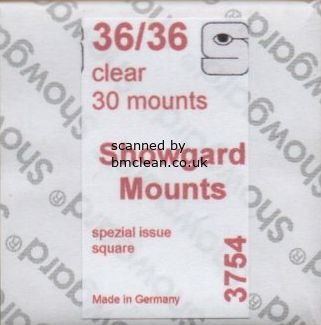 36/36
clear
30 mounts
scanned by
bmclean.co.uk
Showgard
Mounts
spezial issue
square
Made in Germany
3754
Showgard®